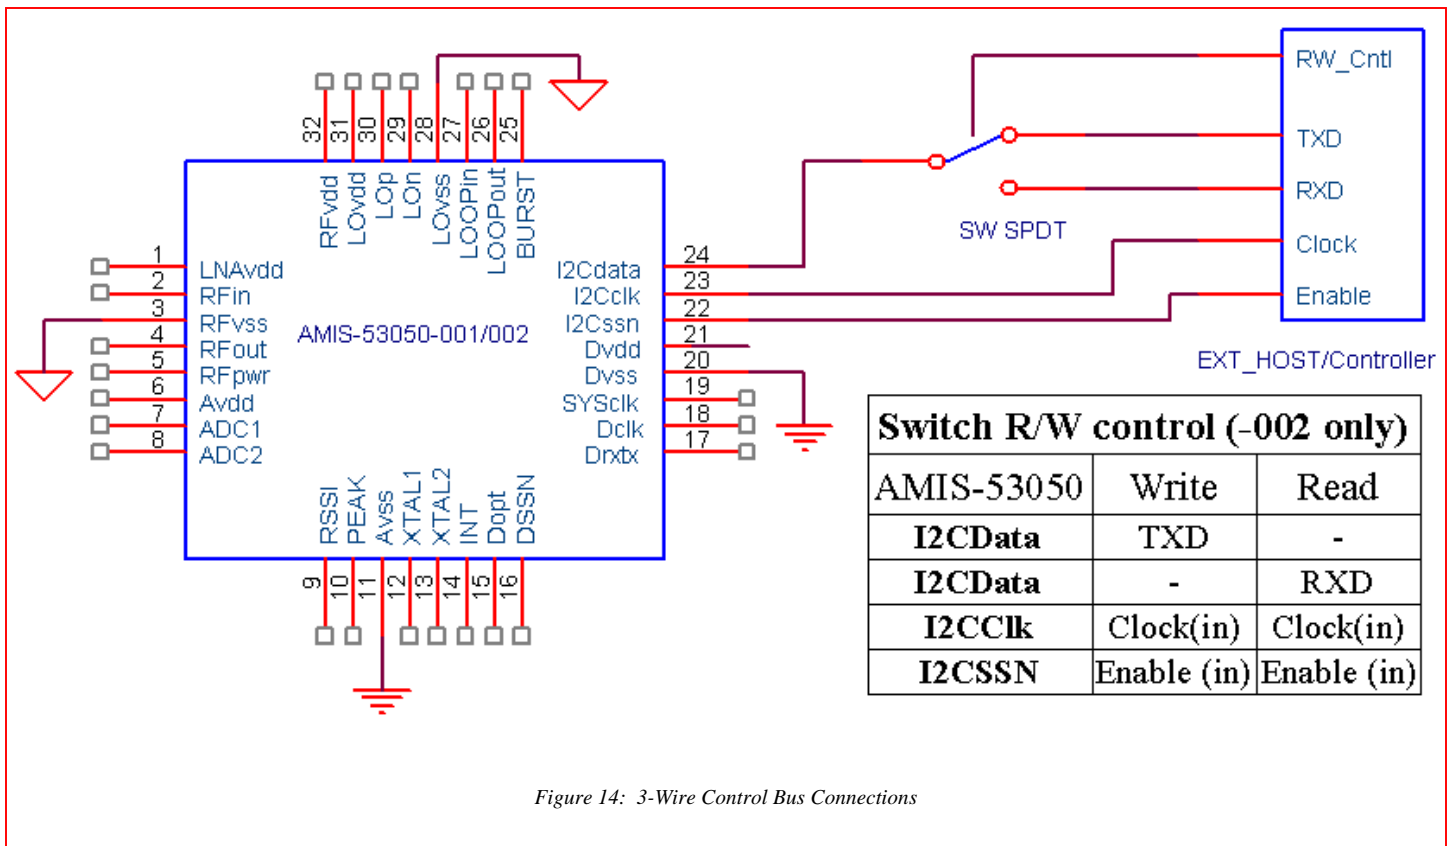 RW_Cntl
TXD
RXD
Clock
Enable
EXT_HOST/Controller
SW SPDT
32 31 30 29 28 27 26 25
RFvdd LOvdd LOp LOn LOvss LOOPin LOOPout BURST
1 LNAvdd
2 RFin
3 RFvss
4 RFout
5 RFpwr
6 Avdd
7 ADC1
8 ADC2
AMIS-53050-001/002
I2Cdata 24
I2Cclk 23
I2Cssn 22
Dvdd 21
Dvss 20
SYSclk 19
Dclk 18
Drxtx 17
RSSI PEAK Avss XTAL1 XTAL2 INT Dopt DSSN
9 10 11 12 13 14 15 16
Switch R/W control (-002 only)
AMIS-53050 Write Read
I2CData TXD -
I2CData - RXD
I2CClk Clock(in) Clock(in)
I2CSSN Enable (in) Enable (in)
Figure 14: 3-Wire Control Bus Connections